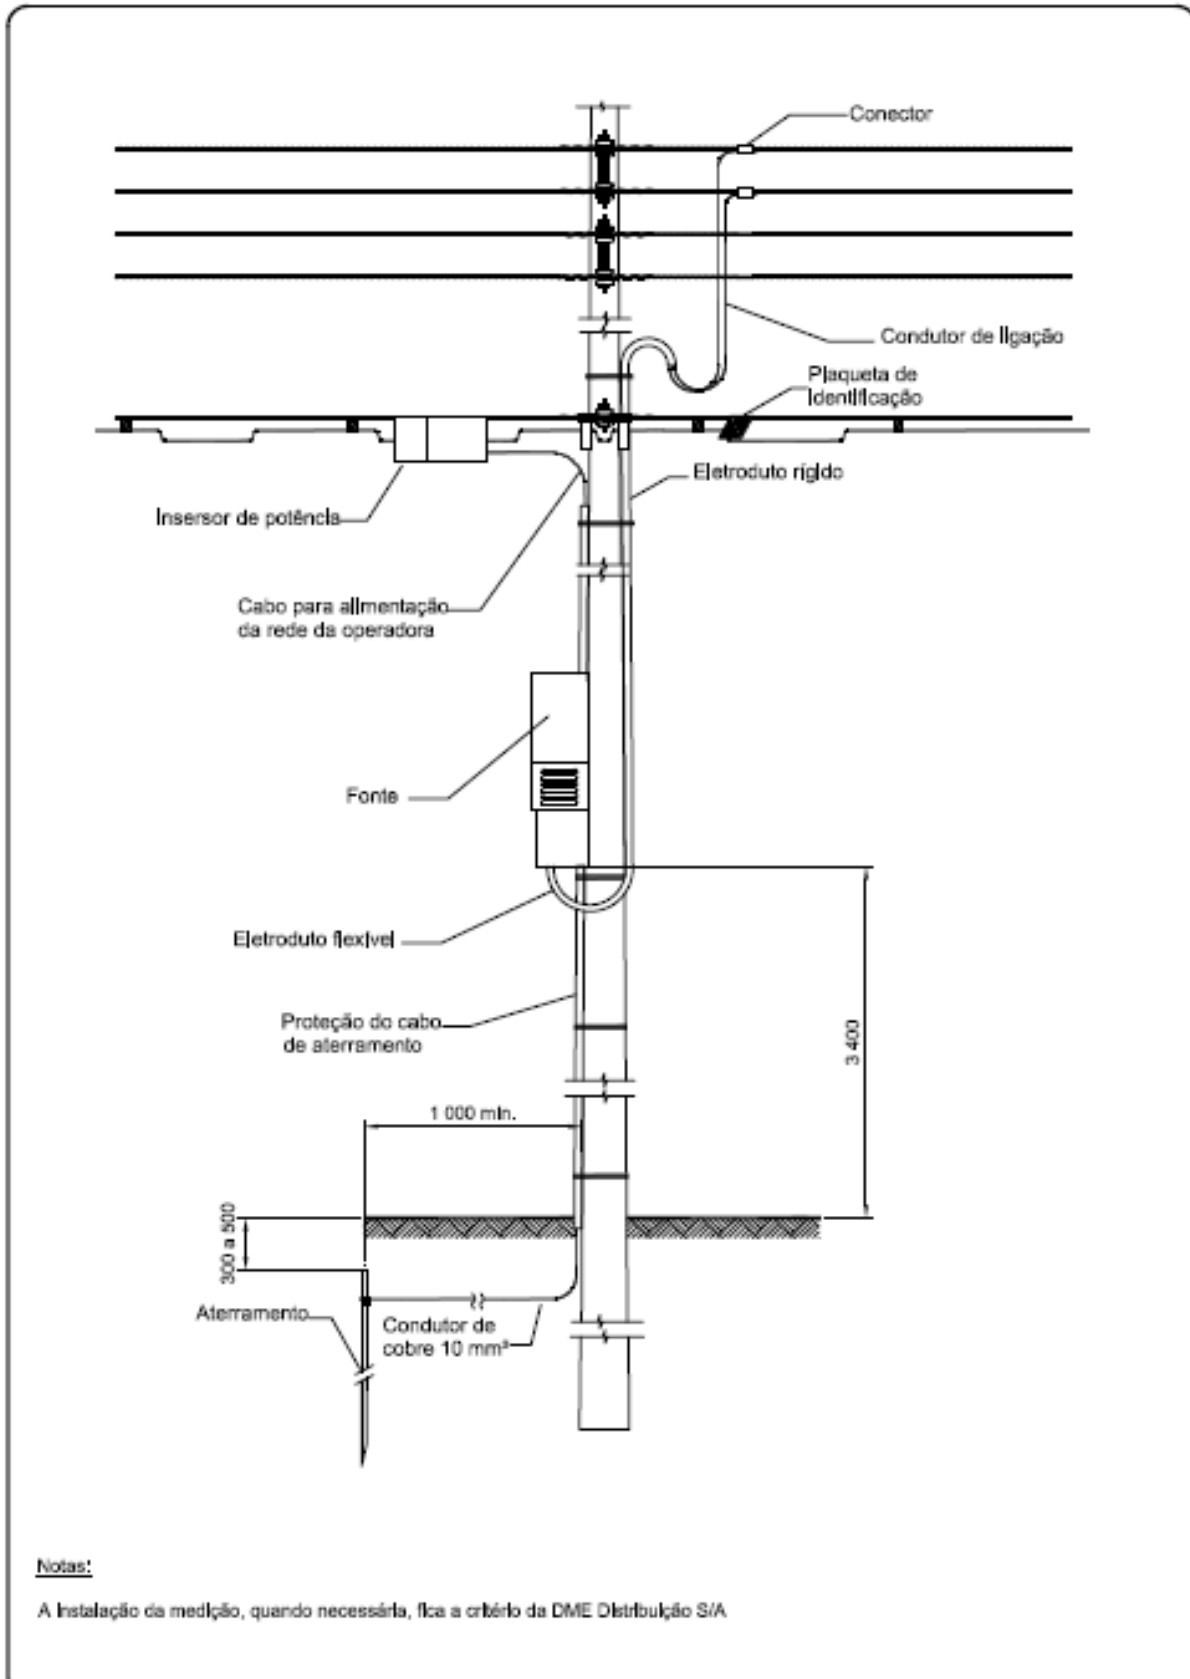 Conector
Condutor de ligação
Plaqueta de
identificação
Eletroduto rígido
Insersor de potência
Cabo para alimentação
da rede da operadora
Fonte
Eletroduto flexível
Proteção do cabo
de aterramento
3 400
1 000 mín.
300 a 500
Aterramento
Condutor de
cobre 10 mm²
Notas:
A instalação da medição, quando necessária, fica a critério da DME Distribuição S/A